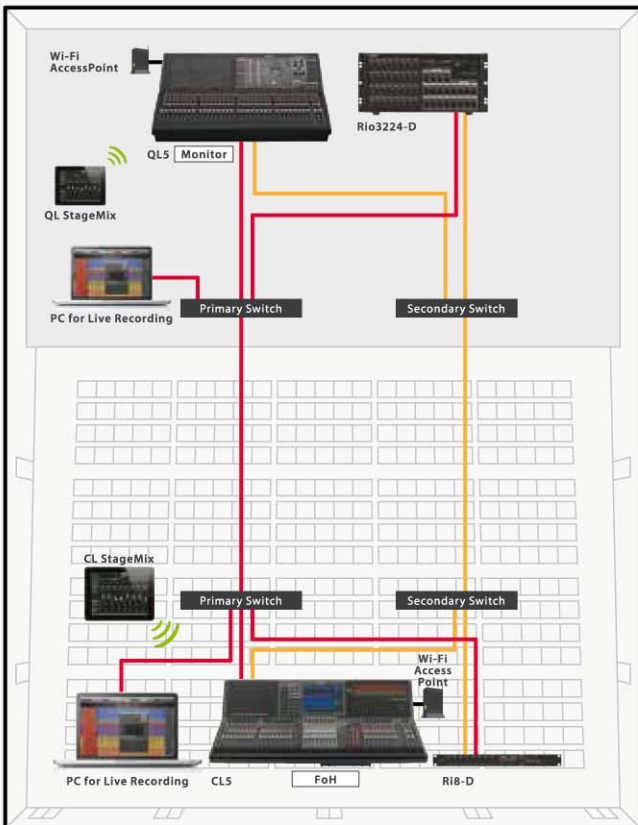 Wi-Fi
AccessPoint
Rio3224-D
QL5 Monitor
QL StageMix
PC for Live Recording
Primary Switch
Secondary Switch
CL StageMix
Primary Switch
Secondary Switch
Wi-Fi
Access
Point
PC for Live Recording
CL5
FoH
Ri8-D